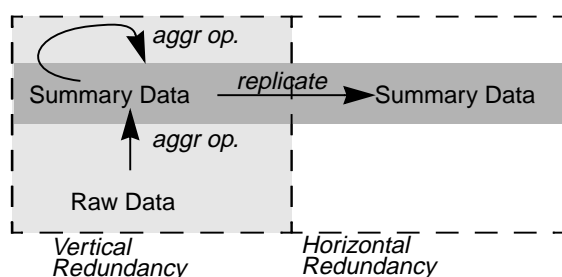 aggr op.
Summary Data
replicate
Summary Data
aggr op.
Raw Data
Vertical
Redundancy
Horizontal
Redundancy